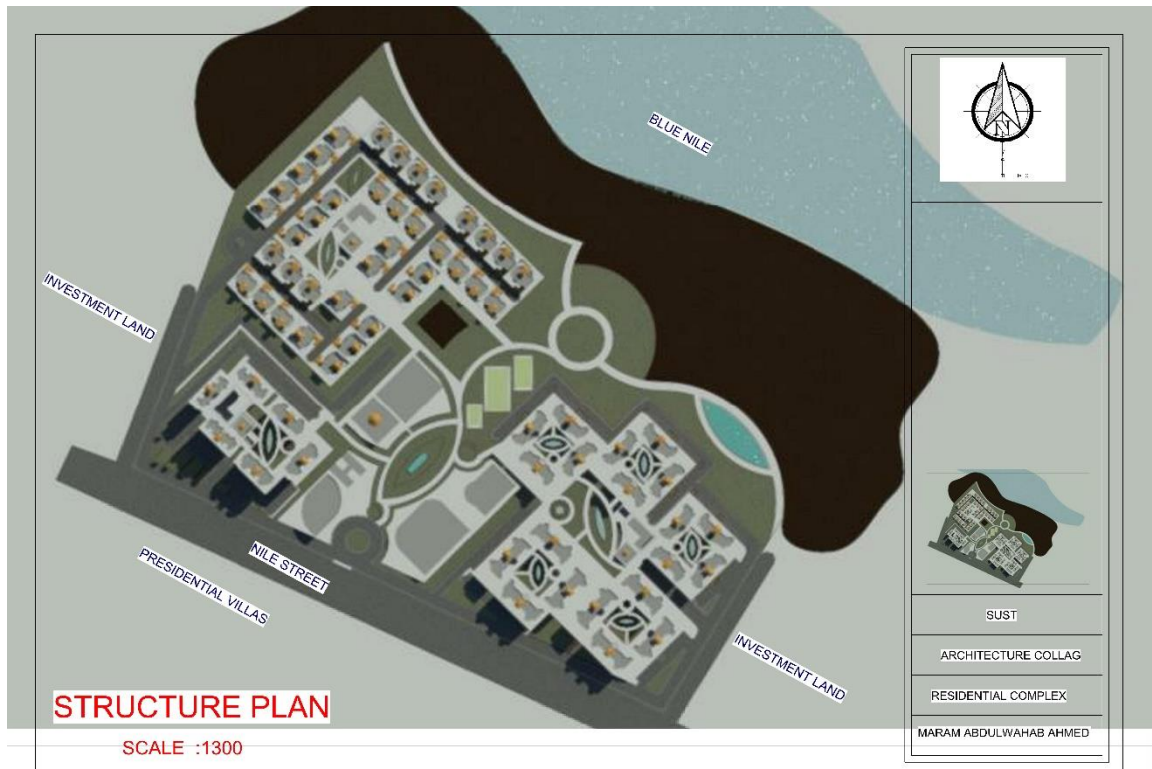 BLUE NILE
N
INVESTMENT LAND
NILE STREET
PRESIDENTIAL VILLAS
INVESTMENT LAND
STRUCTURE PLAN
SCALE :1300
SUST
ARCHITECTURE COLLAG
RESIDENTIAL COMPLEX
MARAM ABDULWAHAB AHMED